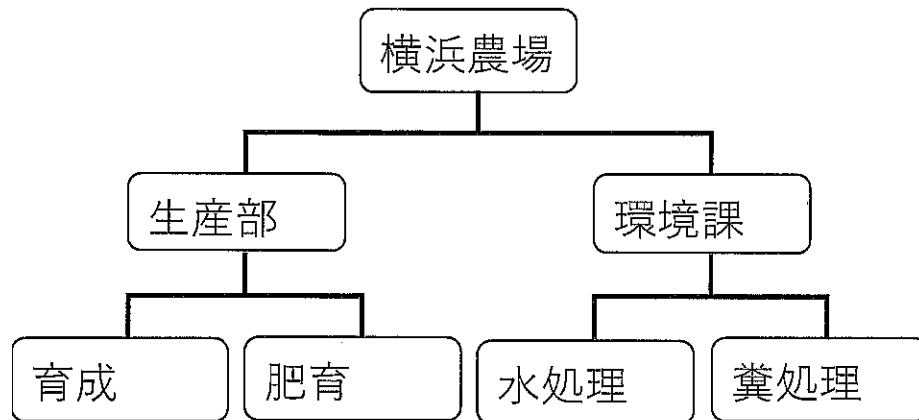 横浜農場
生産部
環境課
育成
肥育
水処理
糞処理